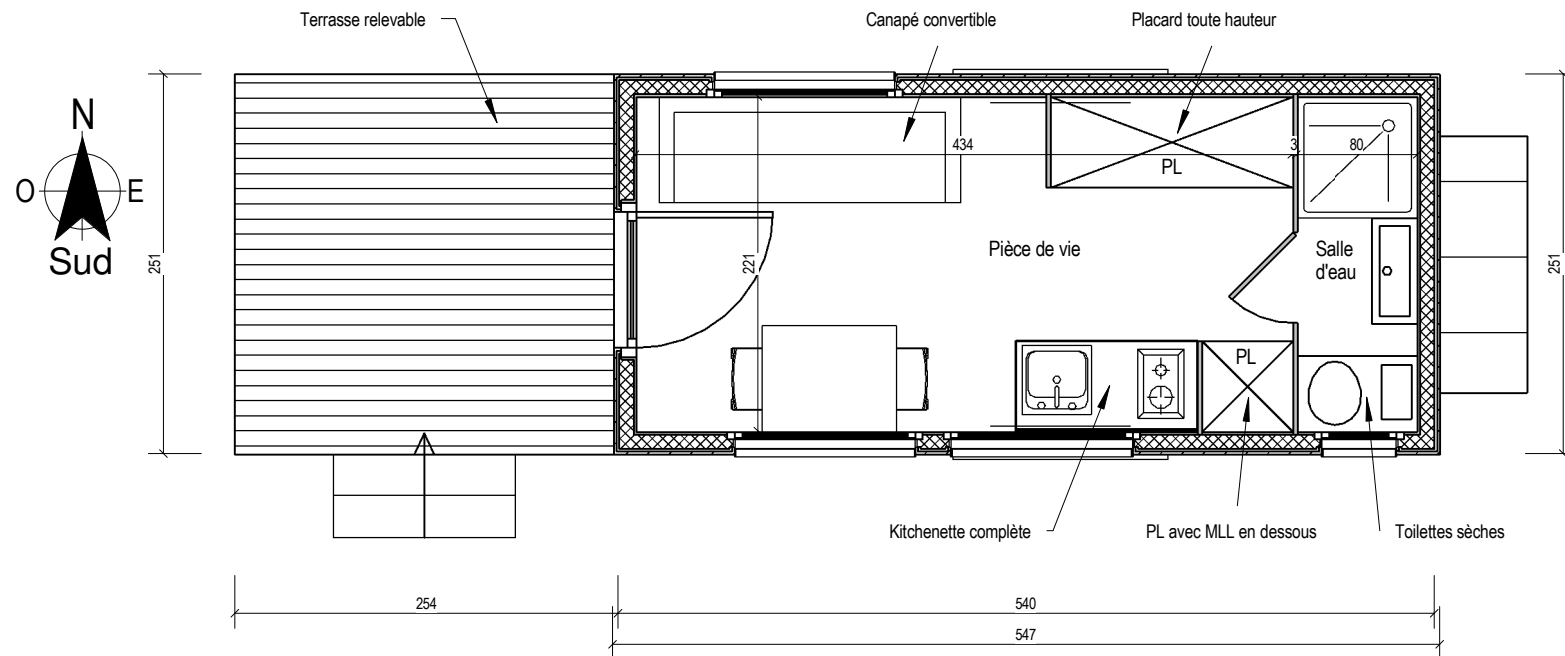 Terrasse relevable
Canapé convertible
Placard toute hauteur
N
O
E
Sud
251
434
3
80
PL
221
Pièce de vie
Salle
d'eau
251
PL
Kitchenette complète
PL avec MLL en dessous
Toilettes sèches
254
540
547